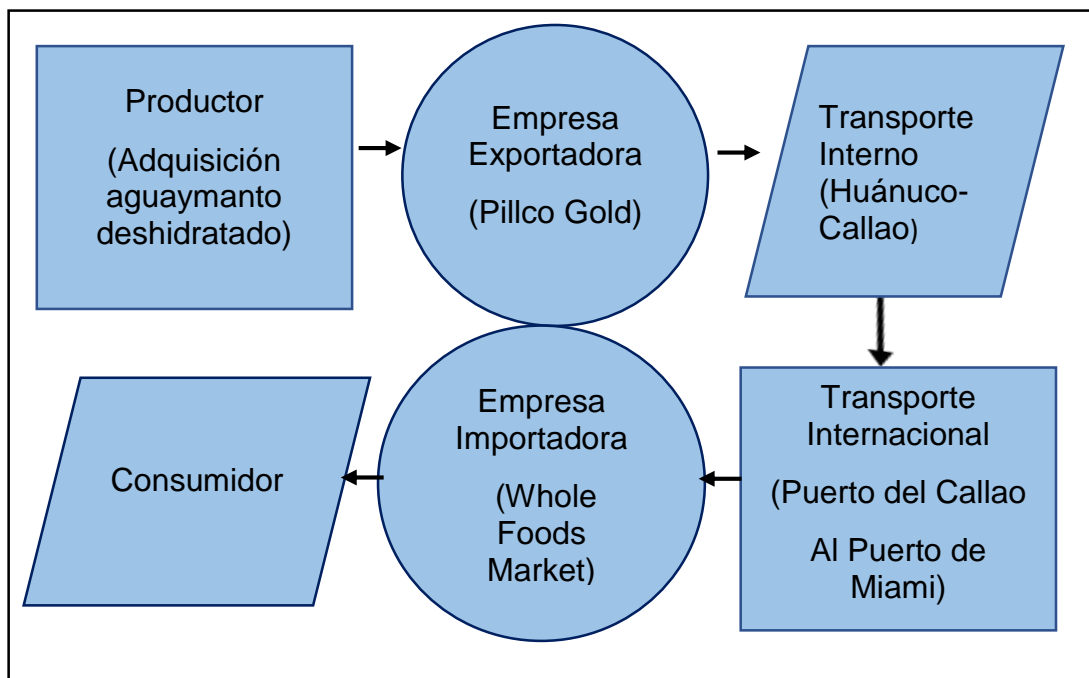 Productor
(Adquisición
aguaymanto
deshidratado)
Empresa
Exportadora
(Pillco Gold)
Transporte
Interno
(Huánuco-
Callao)
Transporte
Internacional
(Puerto del Callao
Al Puerto de
Miami)
Empresa
Importadora
(Whole
Foods
Market)
Consumidor